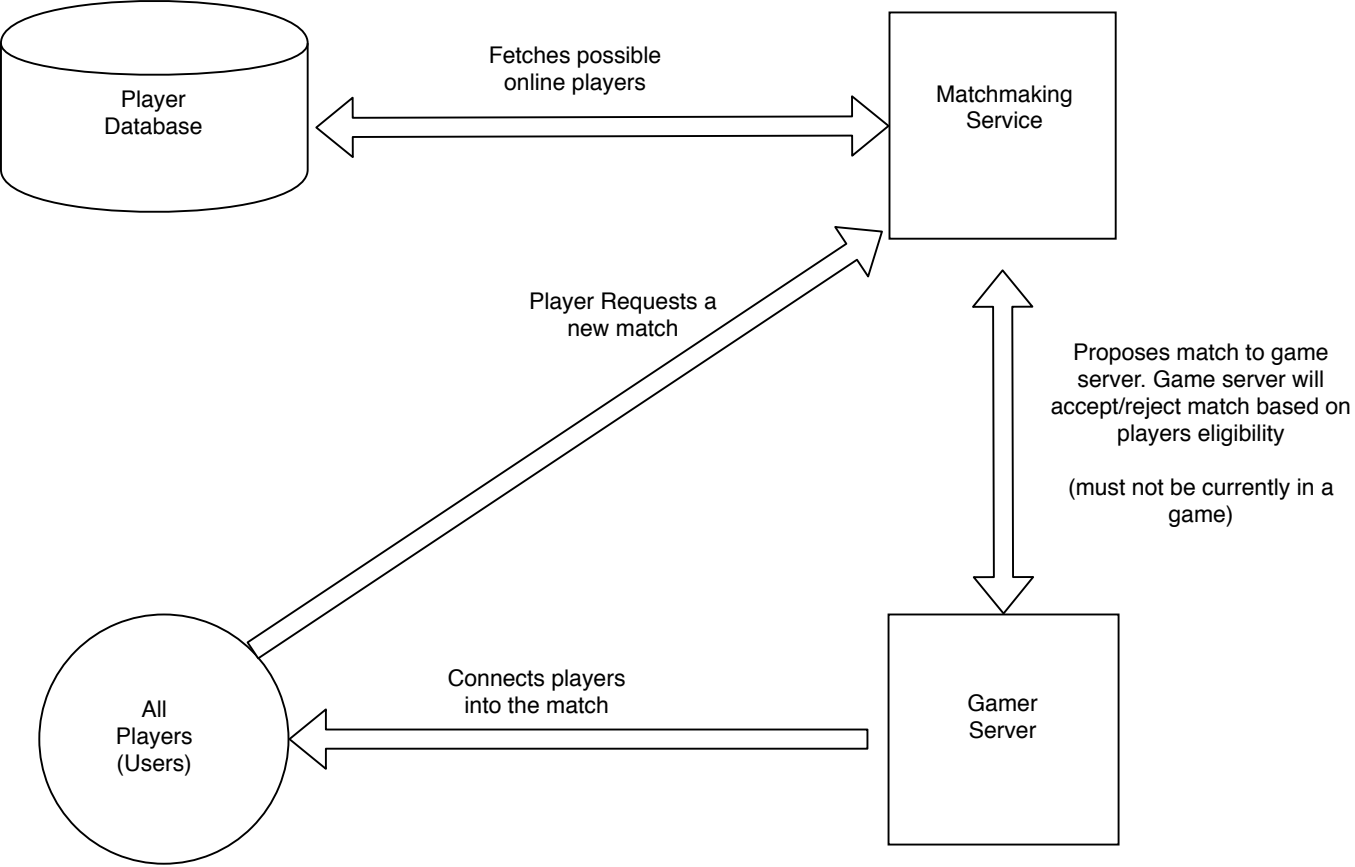 Player
Database
Fetches possible
online players
Matchmaking
Service
Player Requests a
new match
Proposes match to game
server. Game server will
accept/reject match based on
players eligibility
(must not be currently in a
game)
Connects players
into the match
All
Players
(Users)
Gamer
Server